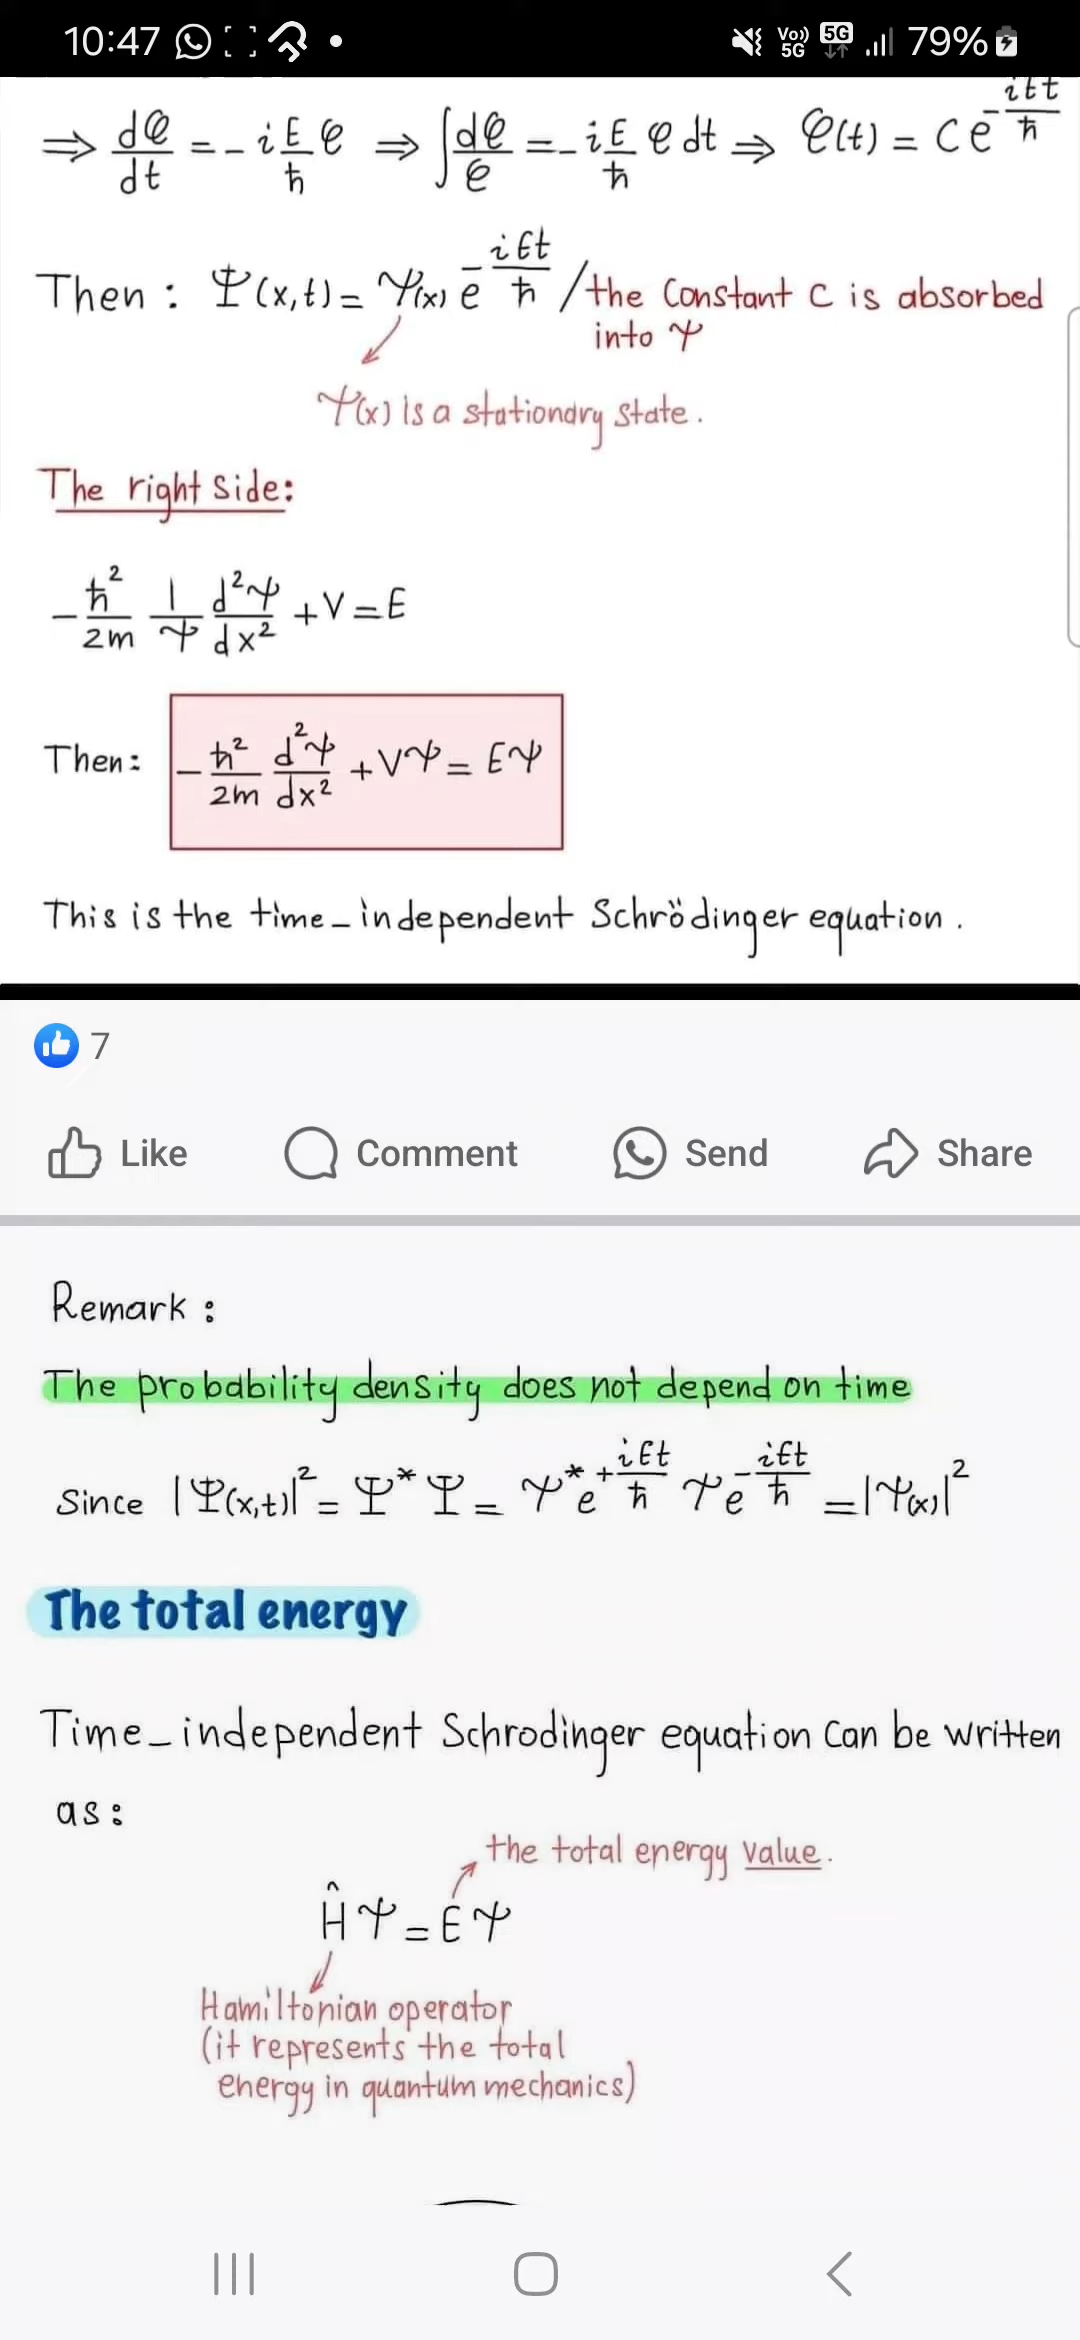 10:47
Vo)) 5G 5G 79%
⇒ dφ/dt = -iE/ħ φ ⇒ ∫dφ/φ = -iE/ħ φ dt ⇒ φ(t) = C e^(-iEt/ħ)
Then : Ψ(x,t) = ψ(x) e^(-iEt/ħ) / the Constant C is absorbed
into ψ
ψ(x) is a stationary state.
The right side:
-ħ²/2m 1/ψ d²ψ/dx² + V = E
Then: -ħ²/2m d²ψ/dx² + Vψ = Eψ
This is the time-independent Schrödinger equation.
7
Like Comment Send Share
Remark :
The probability density does not depend on time
Since |Ψ(x,t)|² = Ψ* Ψ = ψ* e^(+iEt/ħ) ψ e^(-iEt/ħ) = |ψ(x)|²
The total energy
Time-independent Schrodinger equation can be written
as:
the total energy value.
Ĥψ = Eψ
Hamiltonian operator
(it represents the total
energy in quantum mechanics)